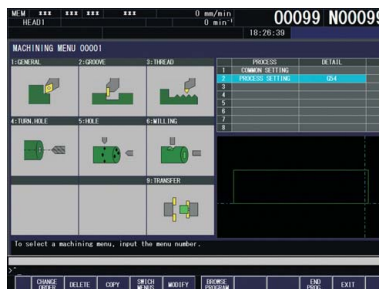 MEM *** *** *** *** 0 mm/min 00099 N0009
HEAD1 0 min⁻¹
18:26:39
MACHINING MENU 00001
1:GENERAL 2:GROOVE 3:THREAD
PROCESS DETAIL
1 COMMON SETTING
2 PROCESS SETTING G54
3
4
5
6
7
8
4:TURN.HOLE 5:HOLE 6:MILLING
9:TRANSFER
To select a machining menu, input the menu number.
>_
CHANGE ORDER DELETE COPY SWICH MENUS MODIFY BROWSE PROGRAM END PROG. EXIT